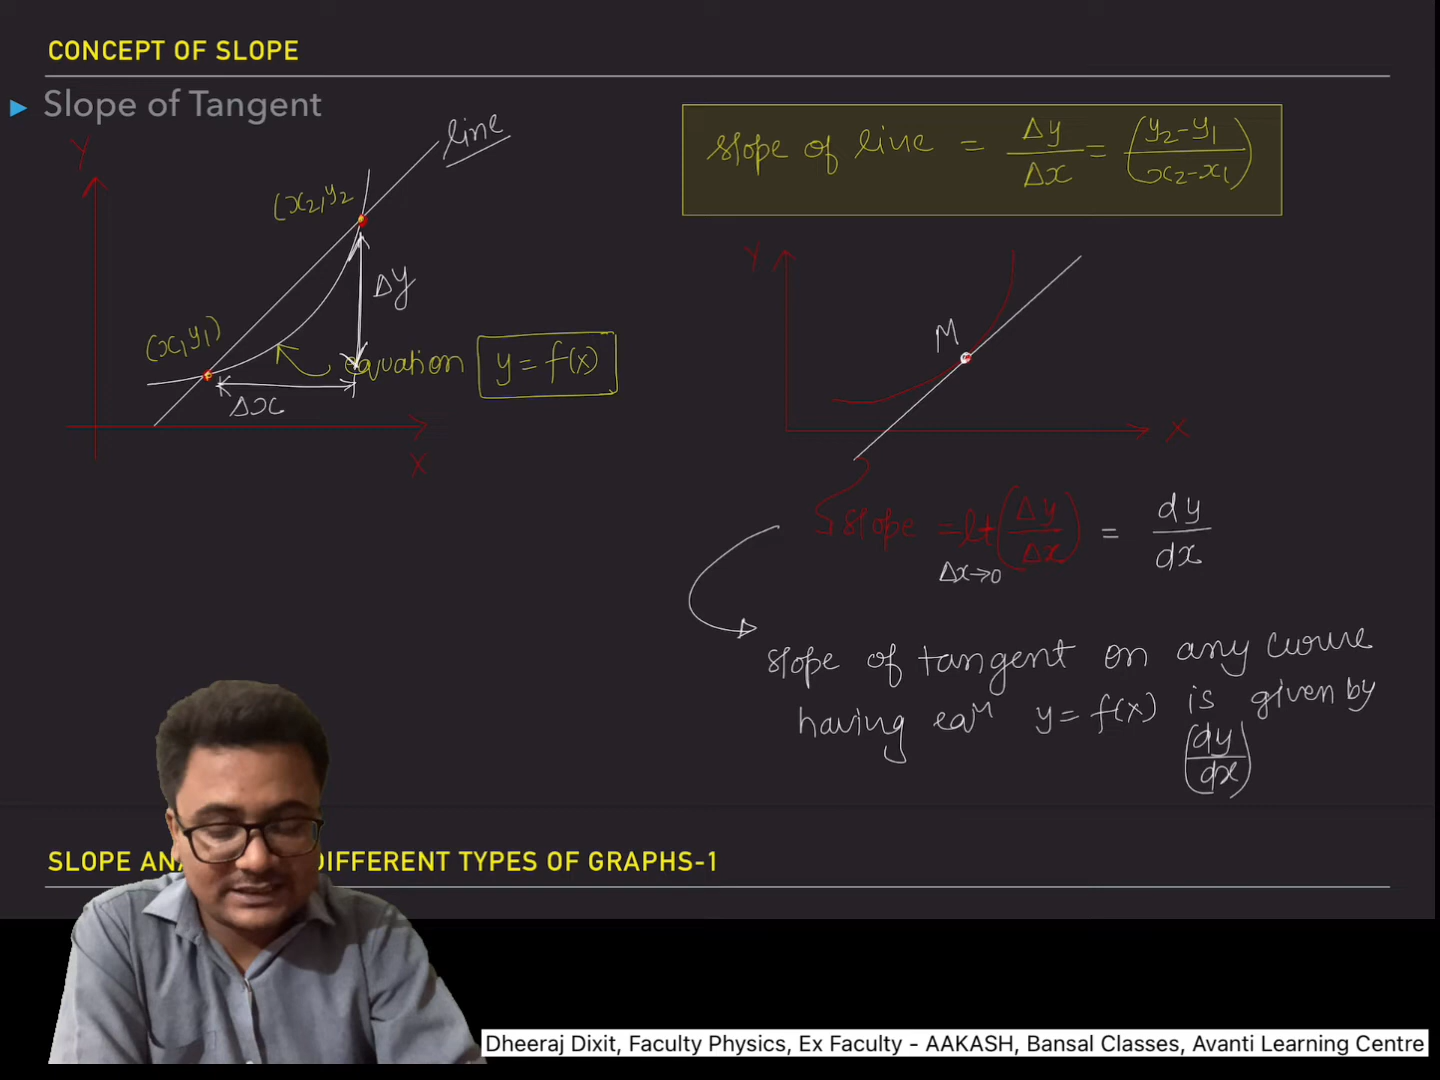 CONCEPT OF SLOPE
Slope of Tangent
Y
line
(x2,y2
(x1,y1)
Δy
Δx
equation y = f(x)
X
slope of line = Δy/Δx = (y2-y1/x2-x1)
Y
M
X
slope = lt (Δy/Δx) = dy/dx
Δx→0
slope of tangent on any curve
having eqn y = f(x) is given by
(dy/dx)
SLOPE AN
DIFFERENT TYPES OF GRAPHS-1
Dheeraj Dixit, Faculty Physics, Ex Faculty - AAKASH, Bansal Classes, Avanti Learning Centre